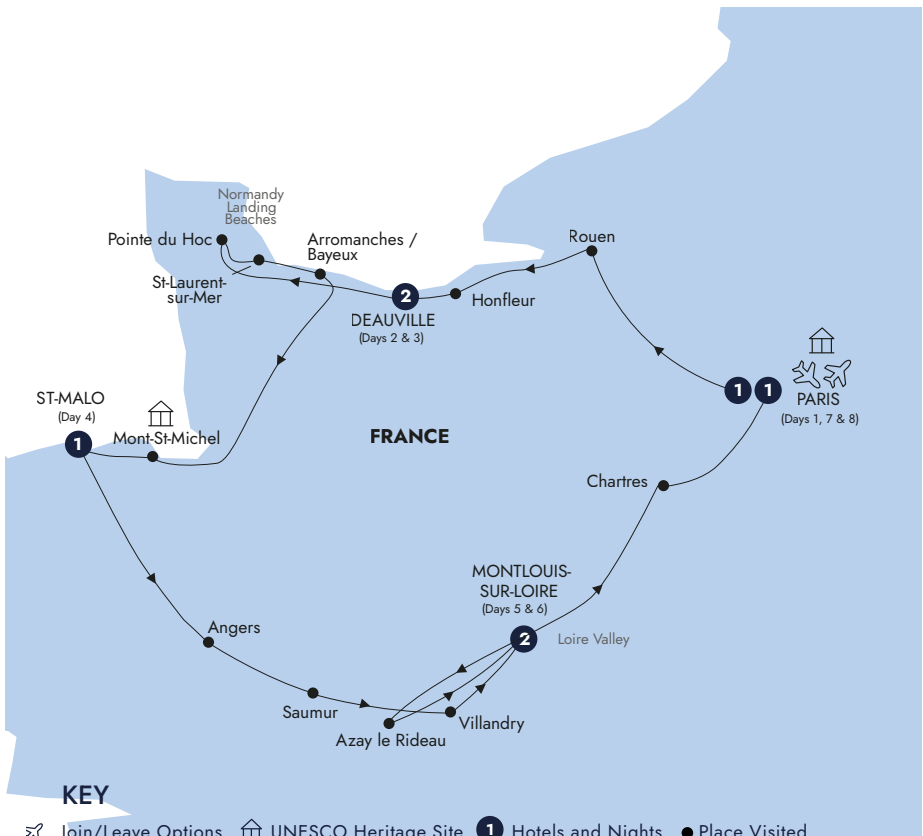 Normandy
Landing
Beaches
Pointe du Hoc
Arromanches /
Bayeux
St-Laurent-
sur-Mer
Rouen
2
Honfleur
DEAUVILLE
(Days 2 & 3)
1 1
PARIS
(Days 1, 7 & 8)
ST-MALO
(Day 4)
1
Mont-St-Michel
FRANCE
Chartres
MONTLOUIS-
SUR-LOIRE
(Days 5 & 6)
2
Loire Valley
Angers
Saumur
Villandry
Azay le Rideau
KEY
Join/Leave Options UNESCO Heritage Site 1 Hotels and Nights Place Visited